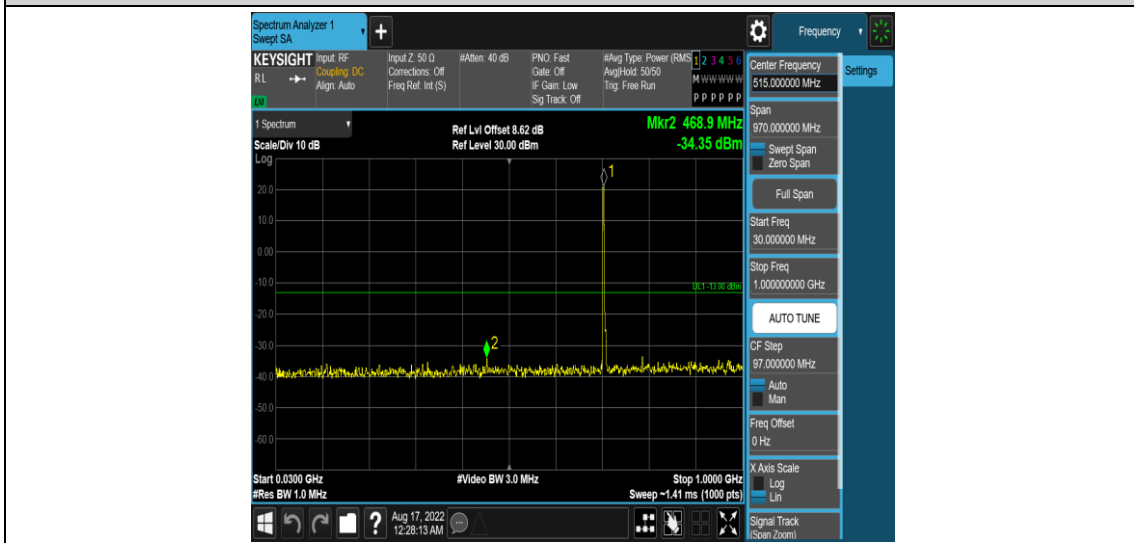 Spectrum Analyzer 1
Swept SA
Frequency
KEYSIGHT
Input: RF
Coupling: DC
Align: Auto
RL
LXI
Input Z: 50 Ω
Corrections: Off
Freq Ref: Int (S)
#Atten: 40 dB
PNO: Fast
Gate: Off
IF Gain: Low
Sig Track: Off
#Avg Type: Power (RMS
Avg|Hold: 50/50
Trig: Free Run
1 2 3 4 5 6
M W W W W W
P P P P P P
1 Spectrum
Scale/Div 10 dB
Log
Ref Lvl Offset 8.62 dB
Ref Level 30.00 dBm
Mkr2 468.9 MHz
-34.35 dBm
1
20.0
10.0
0.00
-10.0
DL1 -13.00 dBm
-20.0
-30.0
2
-40.0
-50.0
-60.0
Start 0.0300 GHz
#Res BW 1.0 MHz
#Video BW 3.0 MHz
Stop 1.0000 GHz
Sweep ~1.41 ms (1000 pts)
Aug 17, 2022
12:28:13 AM
?
Center Frequency
515.000000 MHz
Settings
Span
970.000000 MHz
Swept Span
Zero Span
Full Span
Start Freq
30.000000 MHz
Stop Freq
1.000000000 GHz
AUTO TUNE
CF Step
97.000000 MHz
Auto
Man
Freq Offset
0 Hz
X Axis Scale
Log
Lin
Signal Track
(Span Zoom)